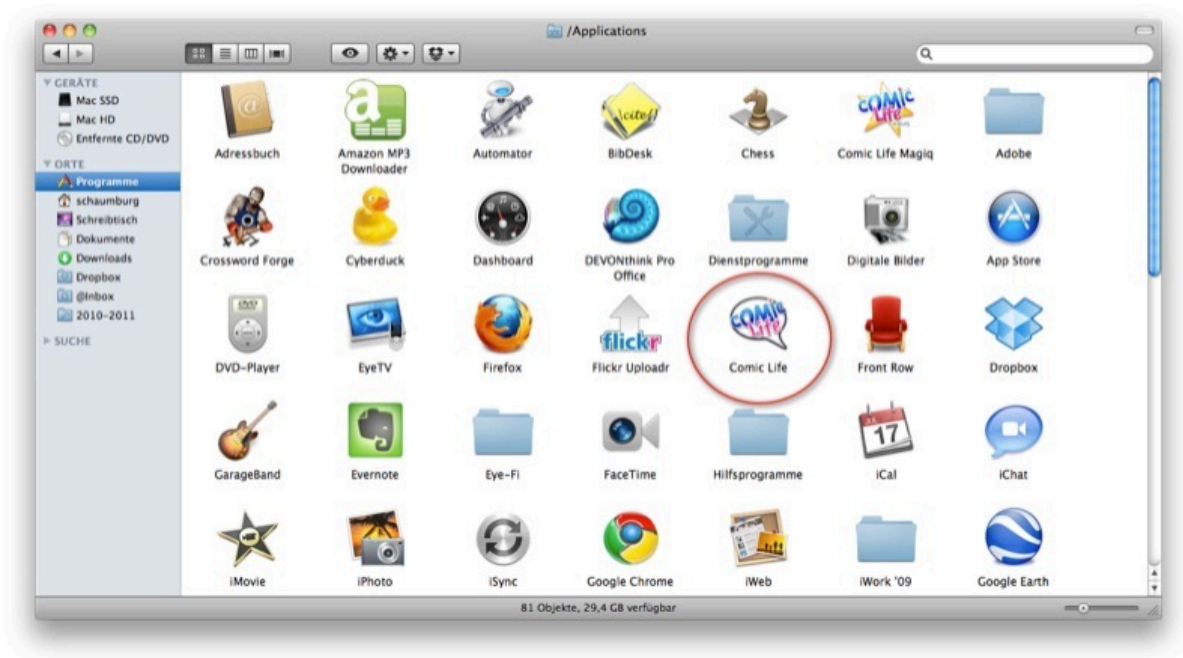 /Applications
GERÄTE
Mac SSD
Mac HD
Entfernte CD/DVD
ORTE
Programme
schaumburg
Schreibtisch
Dokumente
Downloads
Dropbox
@Inbox
2010-2011
SUCHE
Adressbuch
Amazon MP3
Downloader
Automator
BibDesk
Chess
Comic Life Magiq
Adobe
Crossword Forge
Cyberduck
Dashboard
DEVONthink Pro
Office
Dienstprogramme
Digitale Bilder
App Store
DVD-Player
EyeTV
Firefox
flickr
Flickr Uploadr
COMIC
Life
Comic Life
Front Row
Dropbox
GarageBand
Evernote
Eye-Fi
FaceTime
Hilfsprogramme
17
iCal
iChat
iMovie
iPhoto
iSync
Google Chrome
iWeb
iWork '09
Google Earth
81 Objekte, 29,4 GB verfügbar